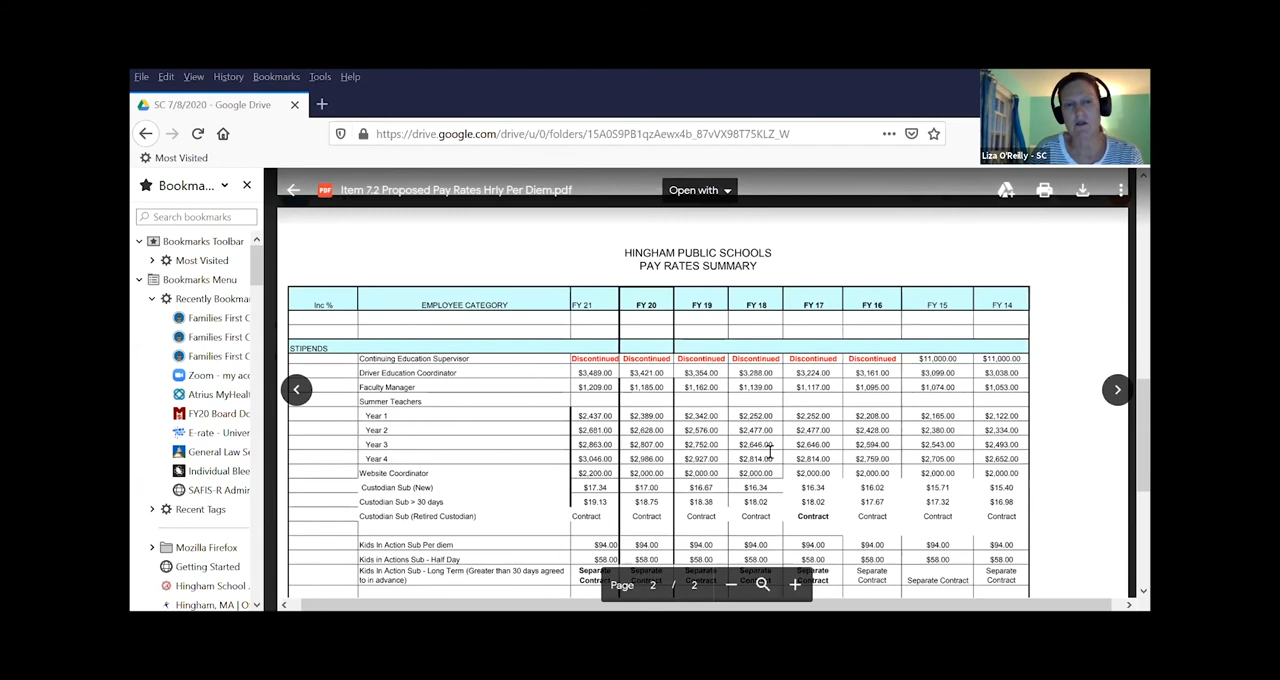 File Edit View History Bookmarks Tools Help
SC 7/8/2020 - Google Drive
https://drive.google.com/drive/u/0/folders/15A0S9PB1qzAewx4b_87vVX98T75KLZ_W
Liza O'Reilly - SC
Most Visited
Bookma...
Item 7.2 Proposed Pay Rates Hrly Per Diem.pdf
Open with
Search bookmarks
Bookmarks Toolbar
Most Visited
Bookmarks Menu
Recently Bookma
Families First C
Families First C
Families First C
Zoom - my acc
Atrius MyHealt
FY20 Board Do
E-rate - Univer
General Law S
Individual Blee
SAFIS-R Admir
Recent Tags
Mozilla Firefox
Getting Started
Hingham School
Hingham, MA | O
HINGHAM PUBLIC SCHOOLS
PAY RATES SUMMARY
Inc % EMPLOYEE CATEGORY FY 21 FY 20 FY 19 FY 18 FY 17 FY 16 FY 15 FY 14
STIPENDS
Continuing Education Supervisor Discontinued Discontinued Discontinued Discontinued Discontinued Discontinued $11,000.00 $11,000.00
Driver Education Coordinator $3,489.00 $3,421.00 $3,354.00 $3,288.00 $3,224.00 $3,161.00 $3,099.00 $3,038.00
Faculty Manager $1,209.00 $1,185.00 $1,162.00 $1,139.00 $1,117.00 $1,095.00 $1,074.00 $1,053.00
Summer Teachers
Year 1 $2,437.00 $2,389.00 $2,342.00 $2,252.00 $2,252.00 $2,208.00 $2,165.00 $2,122.00
Year 2 $2,681.00 $2,628.00 $2,576.00 $2,477.00 $2,477.00 $2,428.00 $2,380.00 $2,334.00
Year 3 $2,863.00 $2,807.00 $2,752.00 $2,646.00 $2,646.00 $2,594.00 $2,543.00 $2,493.00
Year 4 $3,046.00 $2,986.00 $2,927.00 $2,814.00 $2,814.00 $2,759.00 $2,705.00 $2,652.00
Website Coordinator $2,200.00 $2,000.00 $2,000.00 $2,000.00 $2,000.00 $2,000.00 $2,000.00 $2,000.00
Custodian Sub (New) $17.34 $17.00 $16.67 $16.34 $16.34 $16.02 $15.71 $15.40
Custodian Sub > 30 days $19.13 $18.75 $18.38 $18.02 $18.02 $17.67 $17.32 $16.98
Custodian Sub (Retired Custodian) Contract Contract Contract Contract Contract Contract Contract Contract
Kids In Action Sub Per diem $94.00 $94.00 $94.00 $94.00 $94.00 $94.00 $94.00 $94.00
Kids in Actions Sub - Half Day $58.00 $58.00 $58.00 $58.00 $58.00 $58.00 $58.00 $58.00
Kids In Action Sub - Long Term (Greater than 30 days agreed Separate Separate Separate Separate Separate Separate Separate
to in advance) Contract Contract Contract Contract Contract Contract Separate Contract Contract
Page 2 / 2